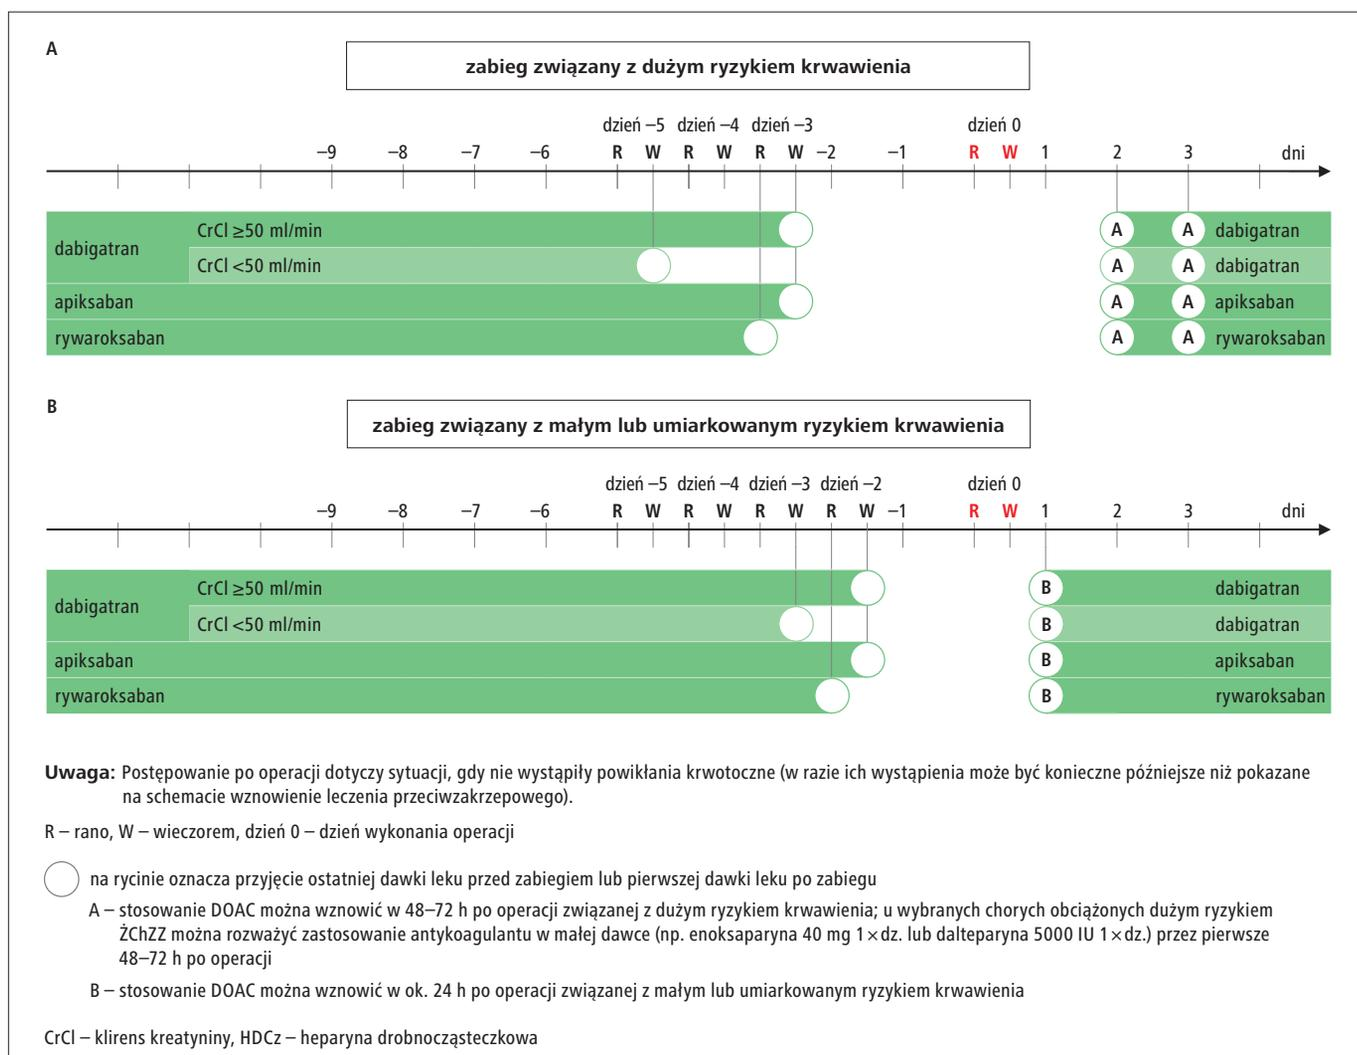 A
zabieg związany z dużym ryzykiem krwawienia
dzień –5 dzień –4 dzień –3 dzień 0
–9 –8 –7 –6 R W R W R W –2 –1 R W 1 2 3 dni
dabigatran
CrCl ≥50 ml/min A A dabigatran
CrCl <50 ml/min A A dabigatran
apiksaban A A apiksaban
rywaroksaban A A rywaroksaban
B
zabieg związany z małym lub umiarkowanym ryzykiem krwawienia
dzień –5 dzień –4 dzień –3 dzień –2 dzień 0
–9 –8 –7 –6 R W R W R W R W –1 R W 1 2 3 dni
dabigatran
CrCl ≥50 ml/min B dabigatran
CrCl <50 ml/min B dabigatran
apiksaban B apiksaban
rywaroksaban B rywaroksaban
Uwaga: Postępowanie po operacji dotyczy sytuacji, gdy nie wystąpiły powikłania krwotoczne (w razie ich wystąpienia może być konieczne późniejsze niż pokazane
na schemacie wznowienie leczenia przeciwzakrzepowego).
R – rano, W – wieczorem, dzień 0 – dzień wykonania operacji
na rycinie oznacza przyjęcie ostatniej dawki leku przed zabiegiem lub pierwszej dawki leku po zabiegu
A – stosowanie DOAC można wznowić w 48–72 h po operacji związanej z dużym ryzykiem krwawienia; u wybranych chorych obciążonych dużym ryzykiem
ŻChZZ można rozważyć zastosowanie antykoagulantu w małej dawce (np. enoksaparyna 40 mg 1×dz. lub dalteparyna 5000 IU 1×dz.) przez pierwsze
48–72 h po operacji
B – stosowanie DOAC można wznowić w ok. 24 h po operacji związanej z małym lub umiarkowanym ryzykiem krwawienia
CrCl – klirens kreatyniny, HDCz – heparyna drobnocząsteczkowa